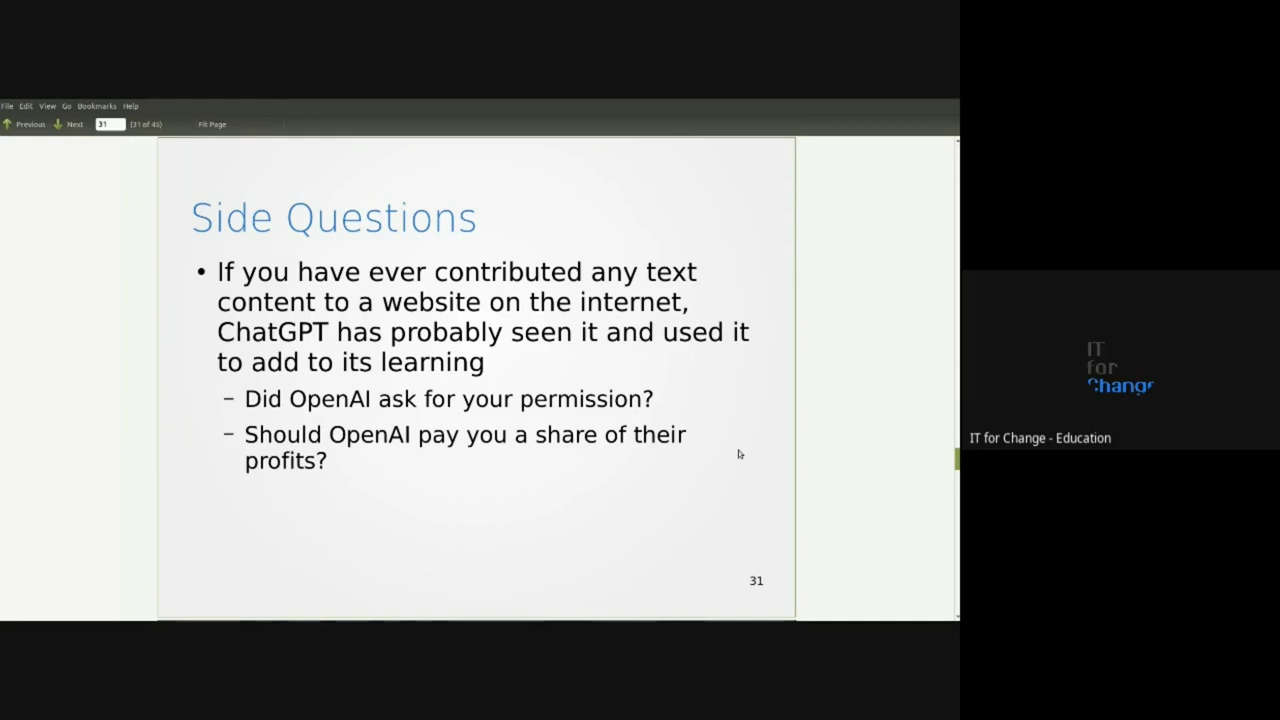 File Edit View Go Bookmarks Help
Previous Next 31 (31 of 45) Fit Page
Side Questions
• If you have ever contributed any text
content to a website on the internet,
ChatGPT has probably seen it and used it
to add to its learning
– Did OpenAI ask for your permission?
– Should OpenAI pay you a share of their
profits?
31
IT
for
Change
IT for Change - Education